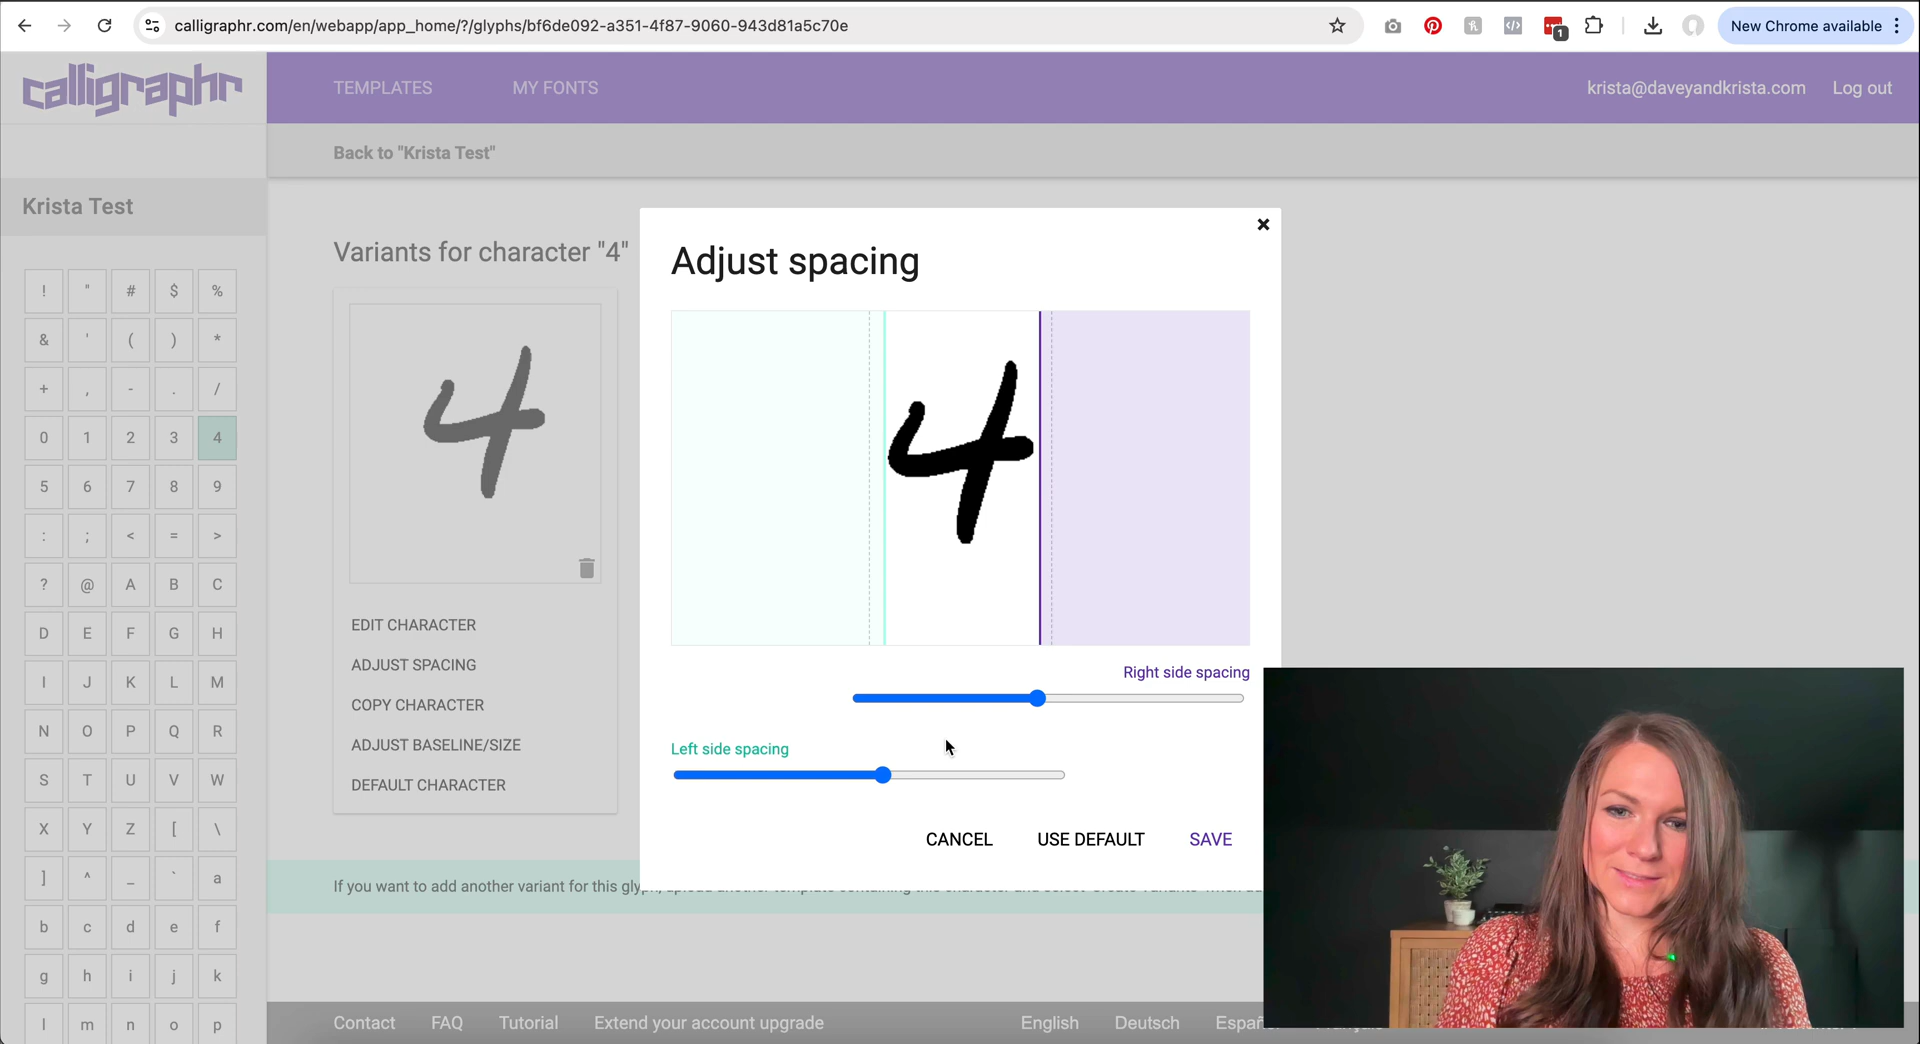 calligraphr.com/en/webapp/app_home/?/glyphs/bf6de092-a351-4f87-9060-943d81a5c70e
1
New Chrome available
calligraphr
TEMPLATES
MY FONTS
krista@daveyandkrista.com
Log out
Back to "Krista Test"
Krista Test
! " # $ %
& ' ( ) *
+ , - . /
0 1 2 3 4
5 6 7 8 9
: ; < = >
? @ A B C
D E F G H
I J K L M
N O P Q R
S T U V W
X Y Z [ \
] ^ _ ` a
b c d e f
g h i j k
l m n o p
Variants for character "4"
4
EDIT CHARACTER
ADJUST SPACING
COPY CHARACTER
ADJUST BASELINE/SIZE
DEFAULT CHARACTER
Adjust spacing
4
Right side spacing
Left side spacing
CANCEL
USE DEFAULT
SAVE
If you want to add another variant for this
Contact
FAQ
Tutorial
Extend your account upgrade
English
Deutsch